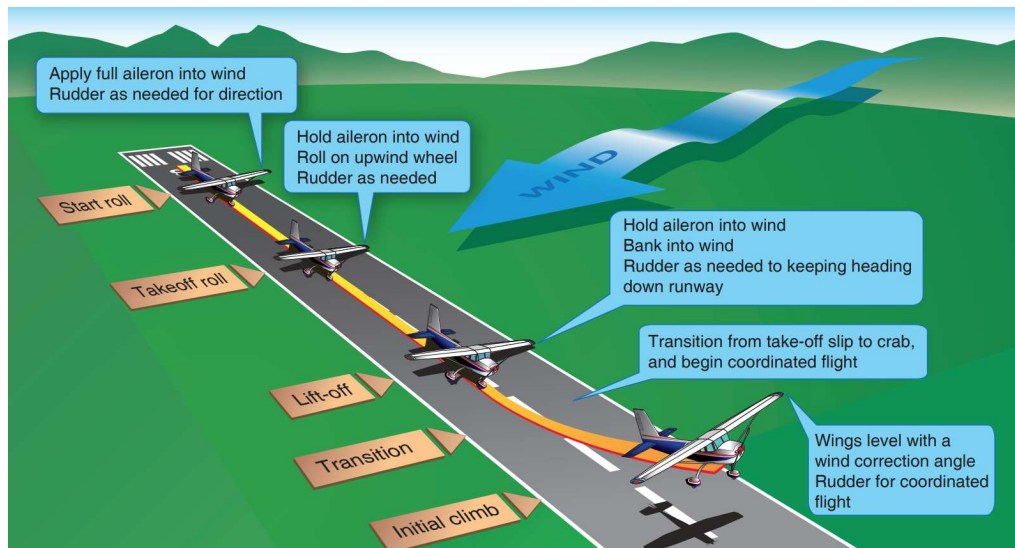 Apply full aileron into wind
Rudder as needed for direction
Hold aileron into wind
Roll on upwind wheel
Rudder as needed
WIND
Start roll
Hold aileron into wind
Bank into wind
Rudder as needed to keeping heading
down runway
Takeoff roll
Transition from take-off slip to crab,
and begin coordinated flight
Lift-off
Wings level with a
wind correction angle
Rudder for coordinated
flight
Transition
Initial climb